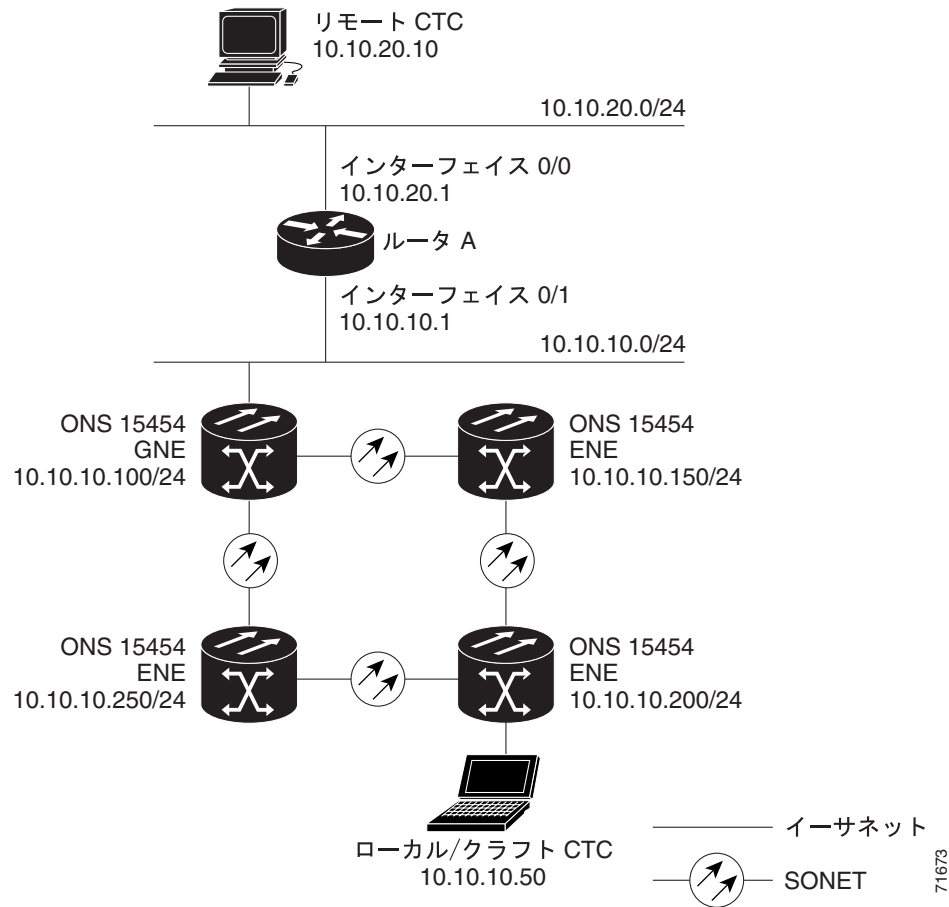 リモート CTC
10.10.20.10
10.10.20.0/24
インターフェイス 0/0
10.10.20.1
ルータ A
インターフェイス 0/1
10.10.10.1
10.10.10.0/24
ONS 15454
GNE
10.10.10.100/24
ONS 15454
ENE
10.10.10.150/24
ONS 15454
ENE
10.10.10.250/24
ONS 15454
ENE
10.10.10.200/24
ローカル/クラフト CTC
10.10.10.50
イーサネット
SONET
71673